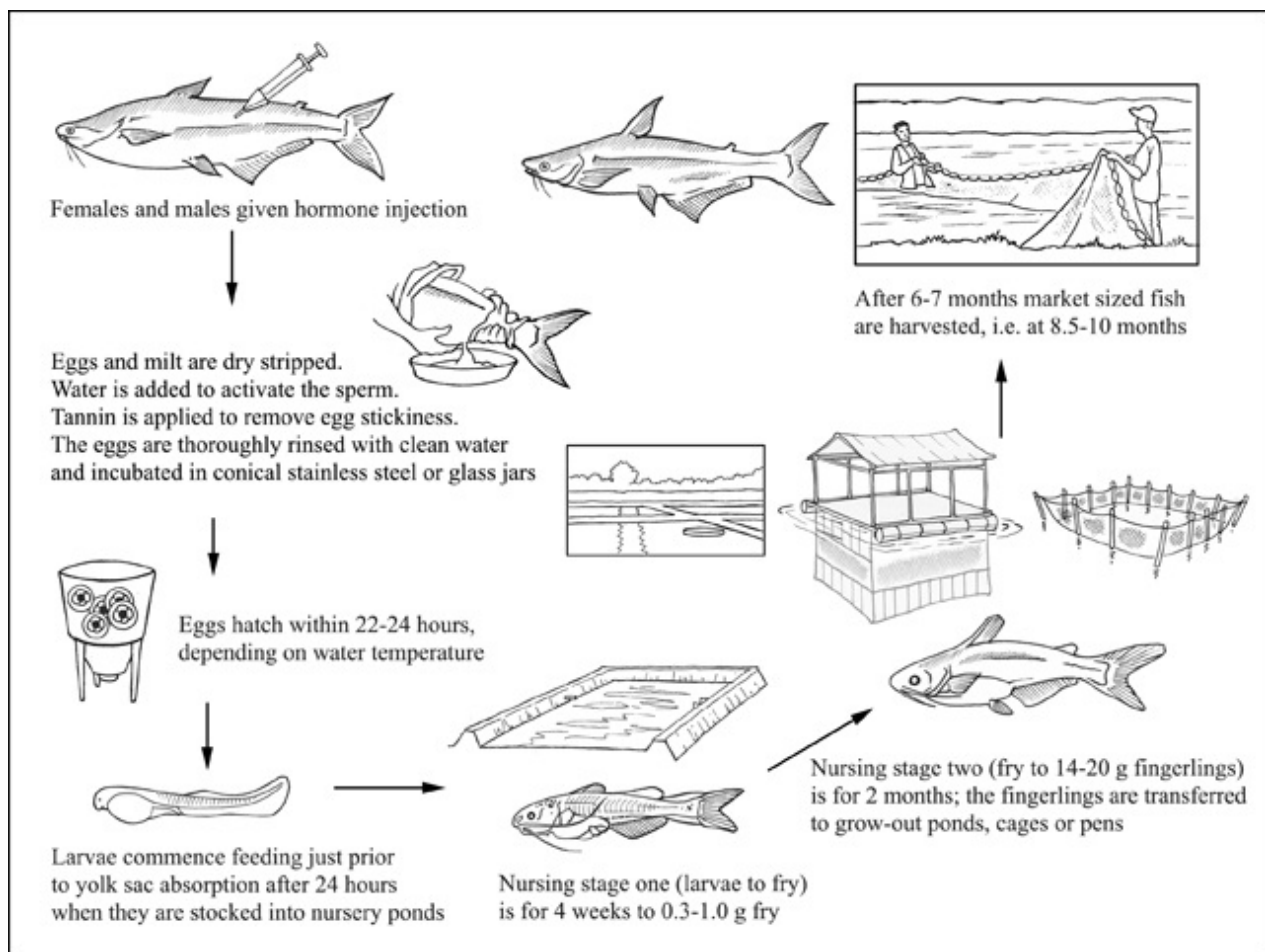 Females and males given hormone injection
Eggs and milt are dry stripped.
Water is added to activate the sperm.
Tannin is applied to remove egg stickiness.
The eggs are thoroughly rinsed with clean water
and incubated in conical stainless steel or glass jars
Eggs hatch within 22-24 hours,
depending on water temperature
Larvae commence feeding just prior
to yolk sac absorption after 24 hours
when they are stocked into nursery ponds
Nursing stage one (larvae to fry)
is for 4 weeks to 0.3-1.0 g fry
Nursing stage two (fry to 14-20 g fingerlings)
is for 2 months; the fingerlings are transferred
to grow-out ponds, cages or pens
After 6-7 months market sized fish
are harvested, i.e. at 8.5-10 months